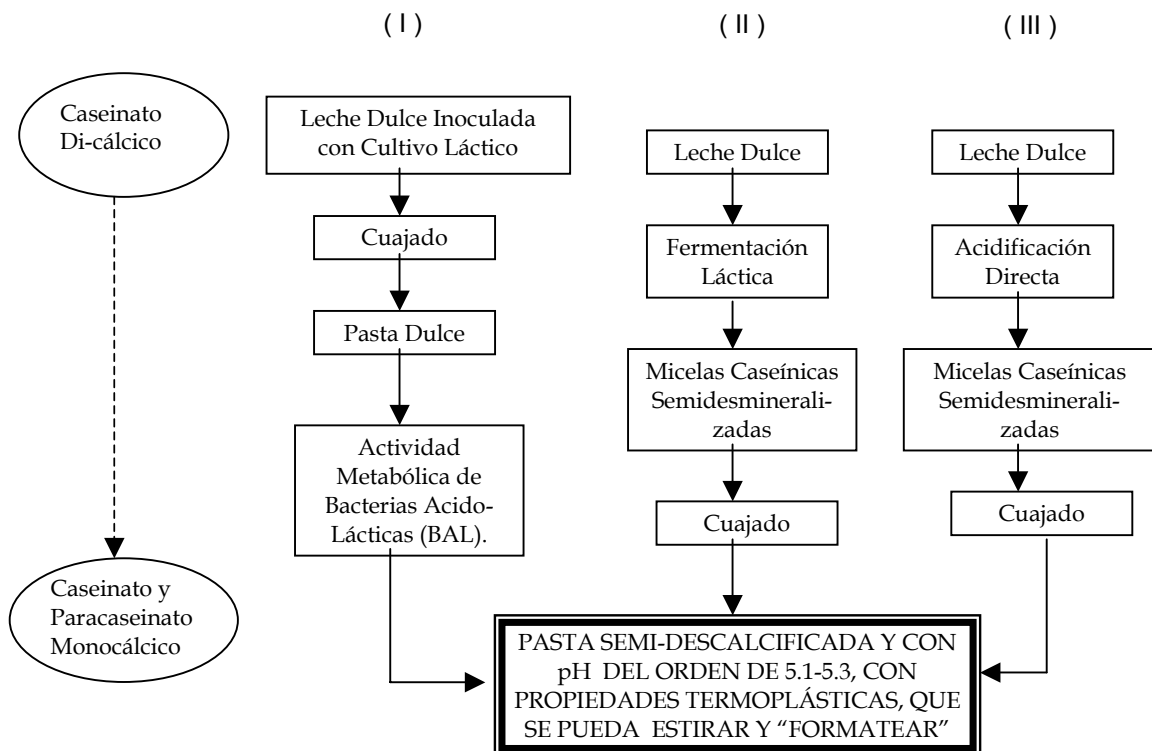 ( I )
( II )
( III )
Caseinato
Di-cálcico
Caseinato y
Paracaseinato
Monocálcico
Leche Dulce Inoculada
con Cultivo Láctico
Cuajado
Pasta Dulce
Actividad
Metabólica de
Bacterias Acido-
Lácticas (BAL).
Leche Dulce
Fermentación
Láctica
Micelas Caseínicas
Semidesminerali-
zadas
Cuajado
Leche Dulce
Acidificación
Directa
Micelas Caseínicas
Semidesminerali-
zadas
Cuajado
PASTA SEMI-DESCALCIFICADA Y CON
pH DEL ORDEN DE 5.1-5.3, CON
PROPIEDADES TERMOPLÁSTICAS, QUE
SE PUEDA ESTIRAR Y “FORMATEAR”